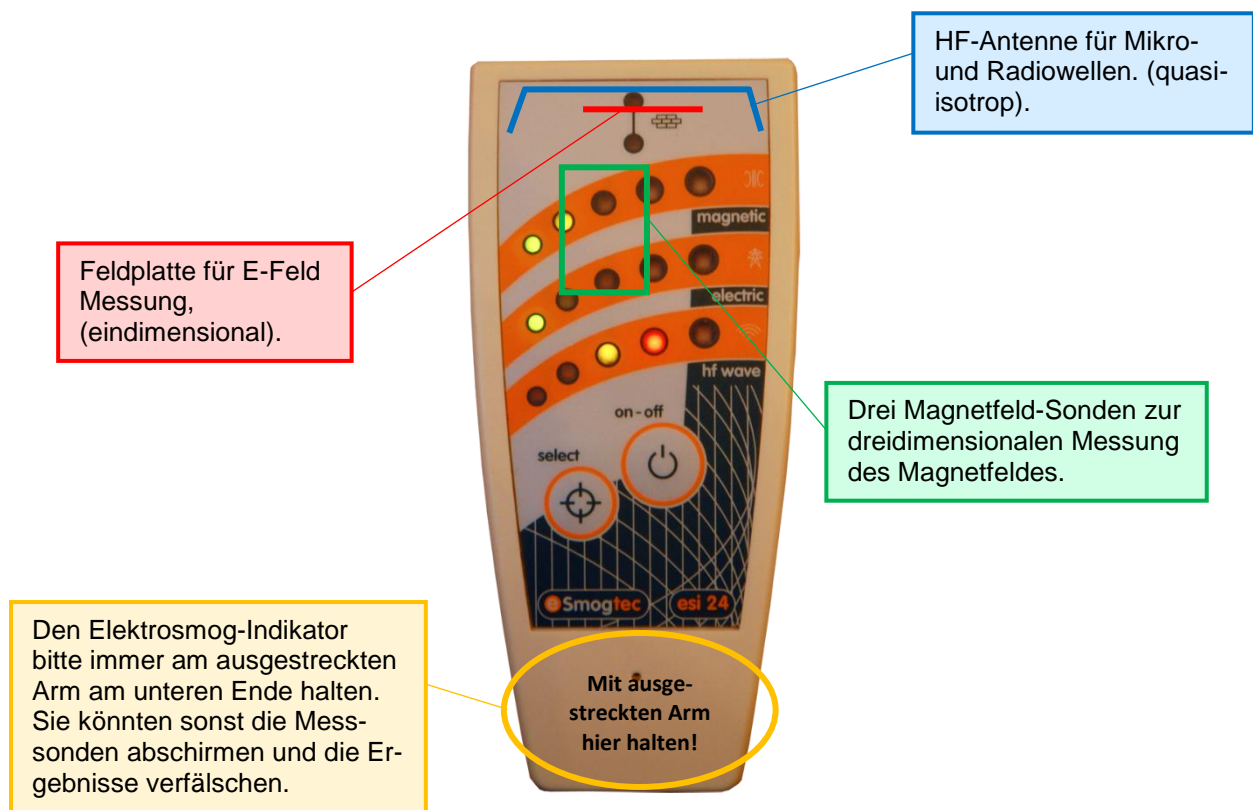 HF-Antenne für Mikro-
und Radiowellen. (quasi-
isotrop).
magnetic
Feldplatte für E-Feld
Messung,
(eindimensional).
electric
hf wave
Drei Magnetfeld-Sonden zur
dreidimensionalen Messung
des Magnetfeldes.
on-off
select
eSmogtec
esi 24
Den Elektrosmog-Indikator
bitte immer am ausgestreckten
Arm am unteren Ende halten.
Sie könnten sonst die Mess-
sonden abschirmen und die Er-
gebnisse verfälschen.
Mit ausge-
streckten Arm
hier halten!